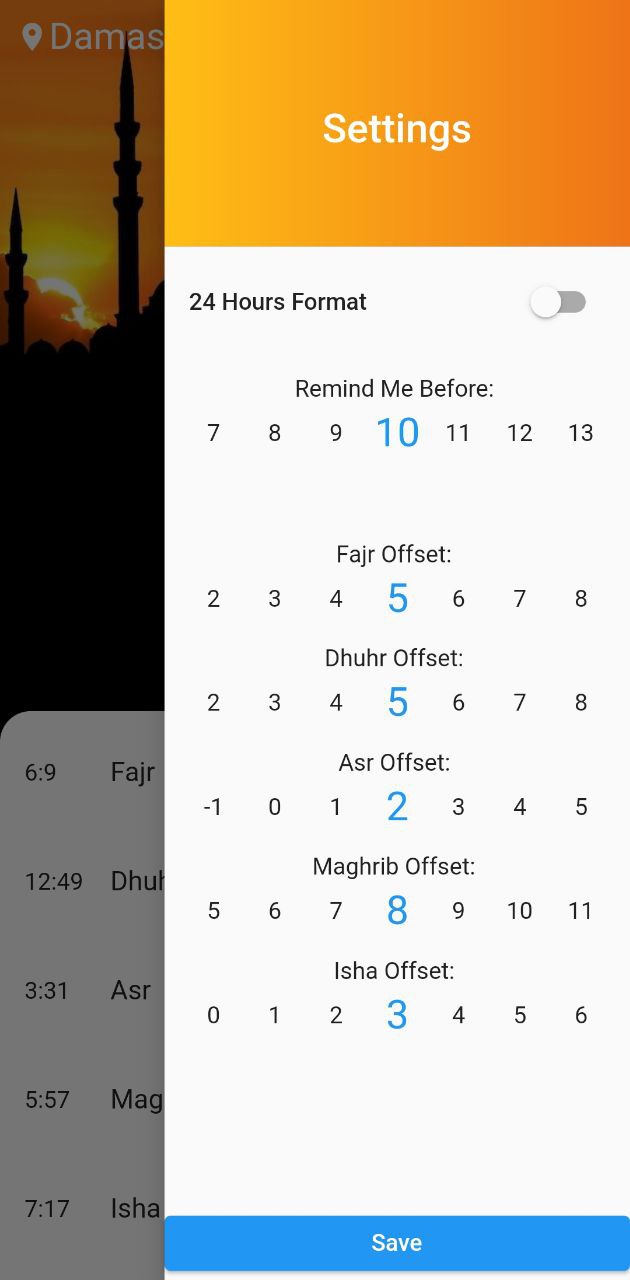 Damas
Settings
24 Hours Format
Remind Me Before:
7 8 9 10 11 12 13
Fajr Offset:
2 3 4 5 6 7 8
Dhuhr Offset:
2 3 4 5 6 7 8
Asr Offset:
-1 0 1 2 3 4 5
Maghrib Offset:
5 6 7 8 9 10 11
Isha Offset:
0 1 2 3 4 5 6
Save
6:9 Fajr
12:49 Dhuh
3:31 Asr
5:57 Mag
7:17 Isha